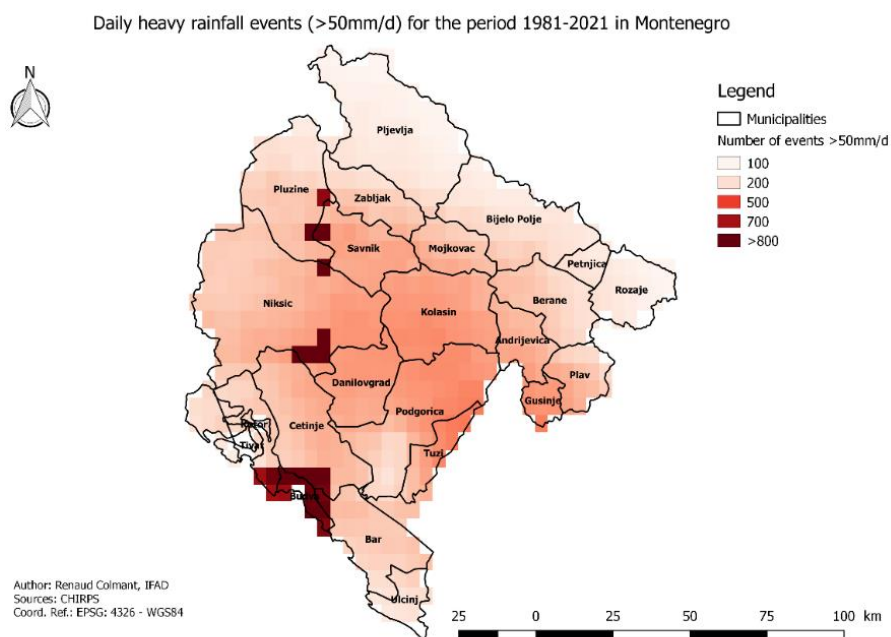 Daily heavy rainfall events (>50mm/d) for the period 1981-2021 in Montenegro
N
Legend
Municipalities
Number of events >50mm/d
100
200
500
700
>800
Pljevlja
Pluzine
Zabljak
Bijelo Polje
Savnik
Mojkovac
Petnjica
Rozaje
Niksic
Kolasin
Berane
Andrijevica
Plav
Danilovgrad
Gusinje
Podgorica
Kotor
Cetinje
Tivat
Tuzi
Budva
Bar
Ulcinj
Author: Renaud Colmant, IFAD
Sources: CHIRPS
Coord. Ref.: EPSG: 4326 - WGS84
25 0 25 50 75 100 km